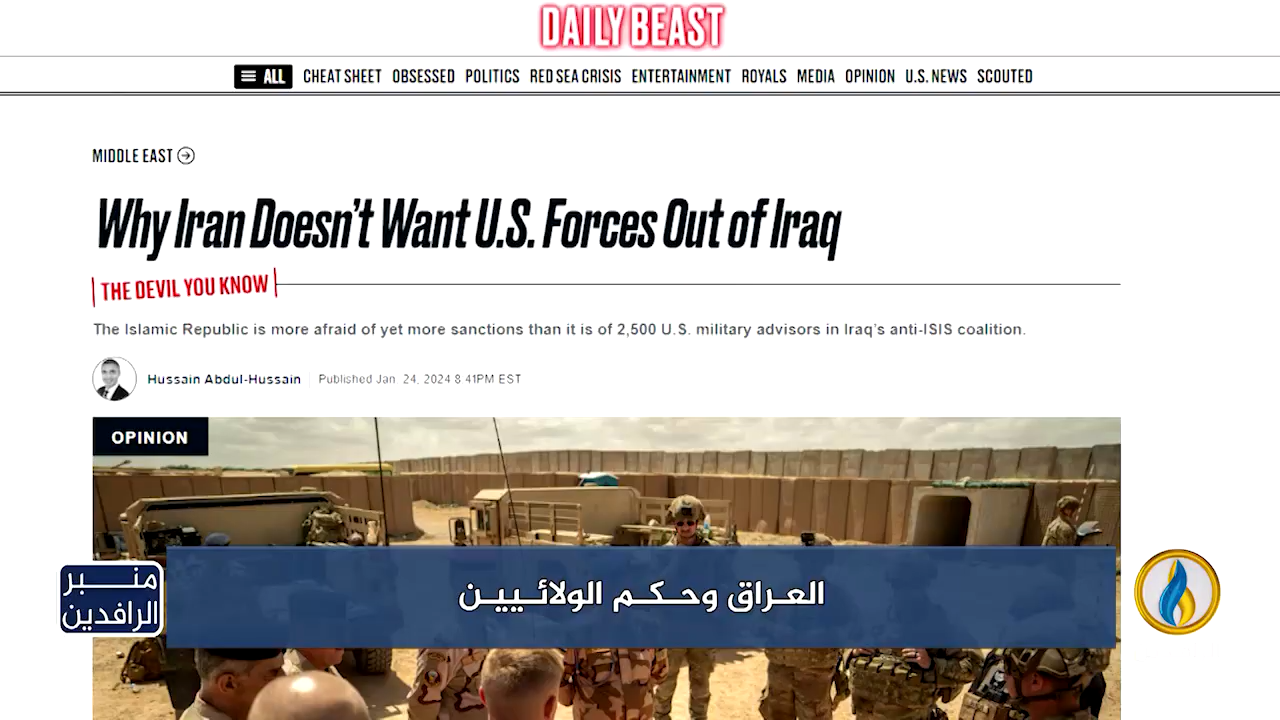 DAILY BEAST
ALL CHEAT SHEET OBSESSED POLITICS RED SEA CRISIS ENTERTAINMENT ROYALS MEDIA OPINION U.S. NEWS SCOUTED
MIDDLE EAST
Why Iran Doesn't Want U.S. Forces Out of Iraq
THE DEVIL YOU KNOW
The Islamic Republic is more afraid of yet more sanctions than it is of 2,500 U.S. military advisors in Iraq's anti-ISIS coalition.
Hussain Abdul-Hussain Published Jan. 24, 2024 8:41PM EST
OPINION
العراق وحكم الولائيين
منبر
الرافدين